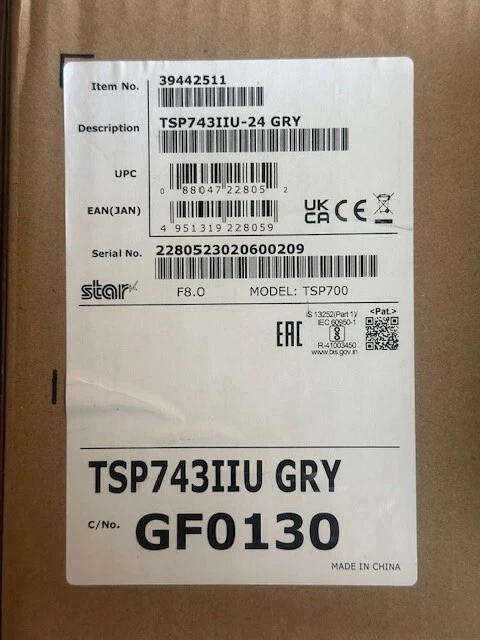 Item No. 39442511
Description TSP743IIU-24 GRY
UPC 0 88047 22805 2
EAN(JAN) 4 951319 228059
UK CA CE
Serial No. 2280523020600209
star F8.0 MODEL: TSP700
EAC
IS 13252(Part 1)/
IEC 60950-1
R-41003450
www.bis.gov.in
<Pat.>
TSP743IIU GRY
C/No. GF0130
MADE IN CHINA